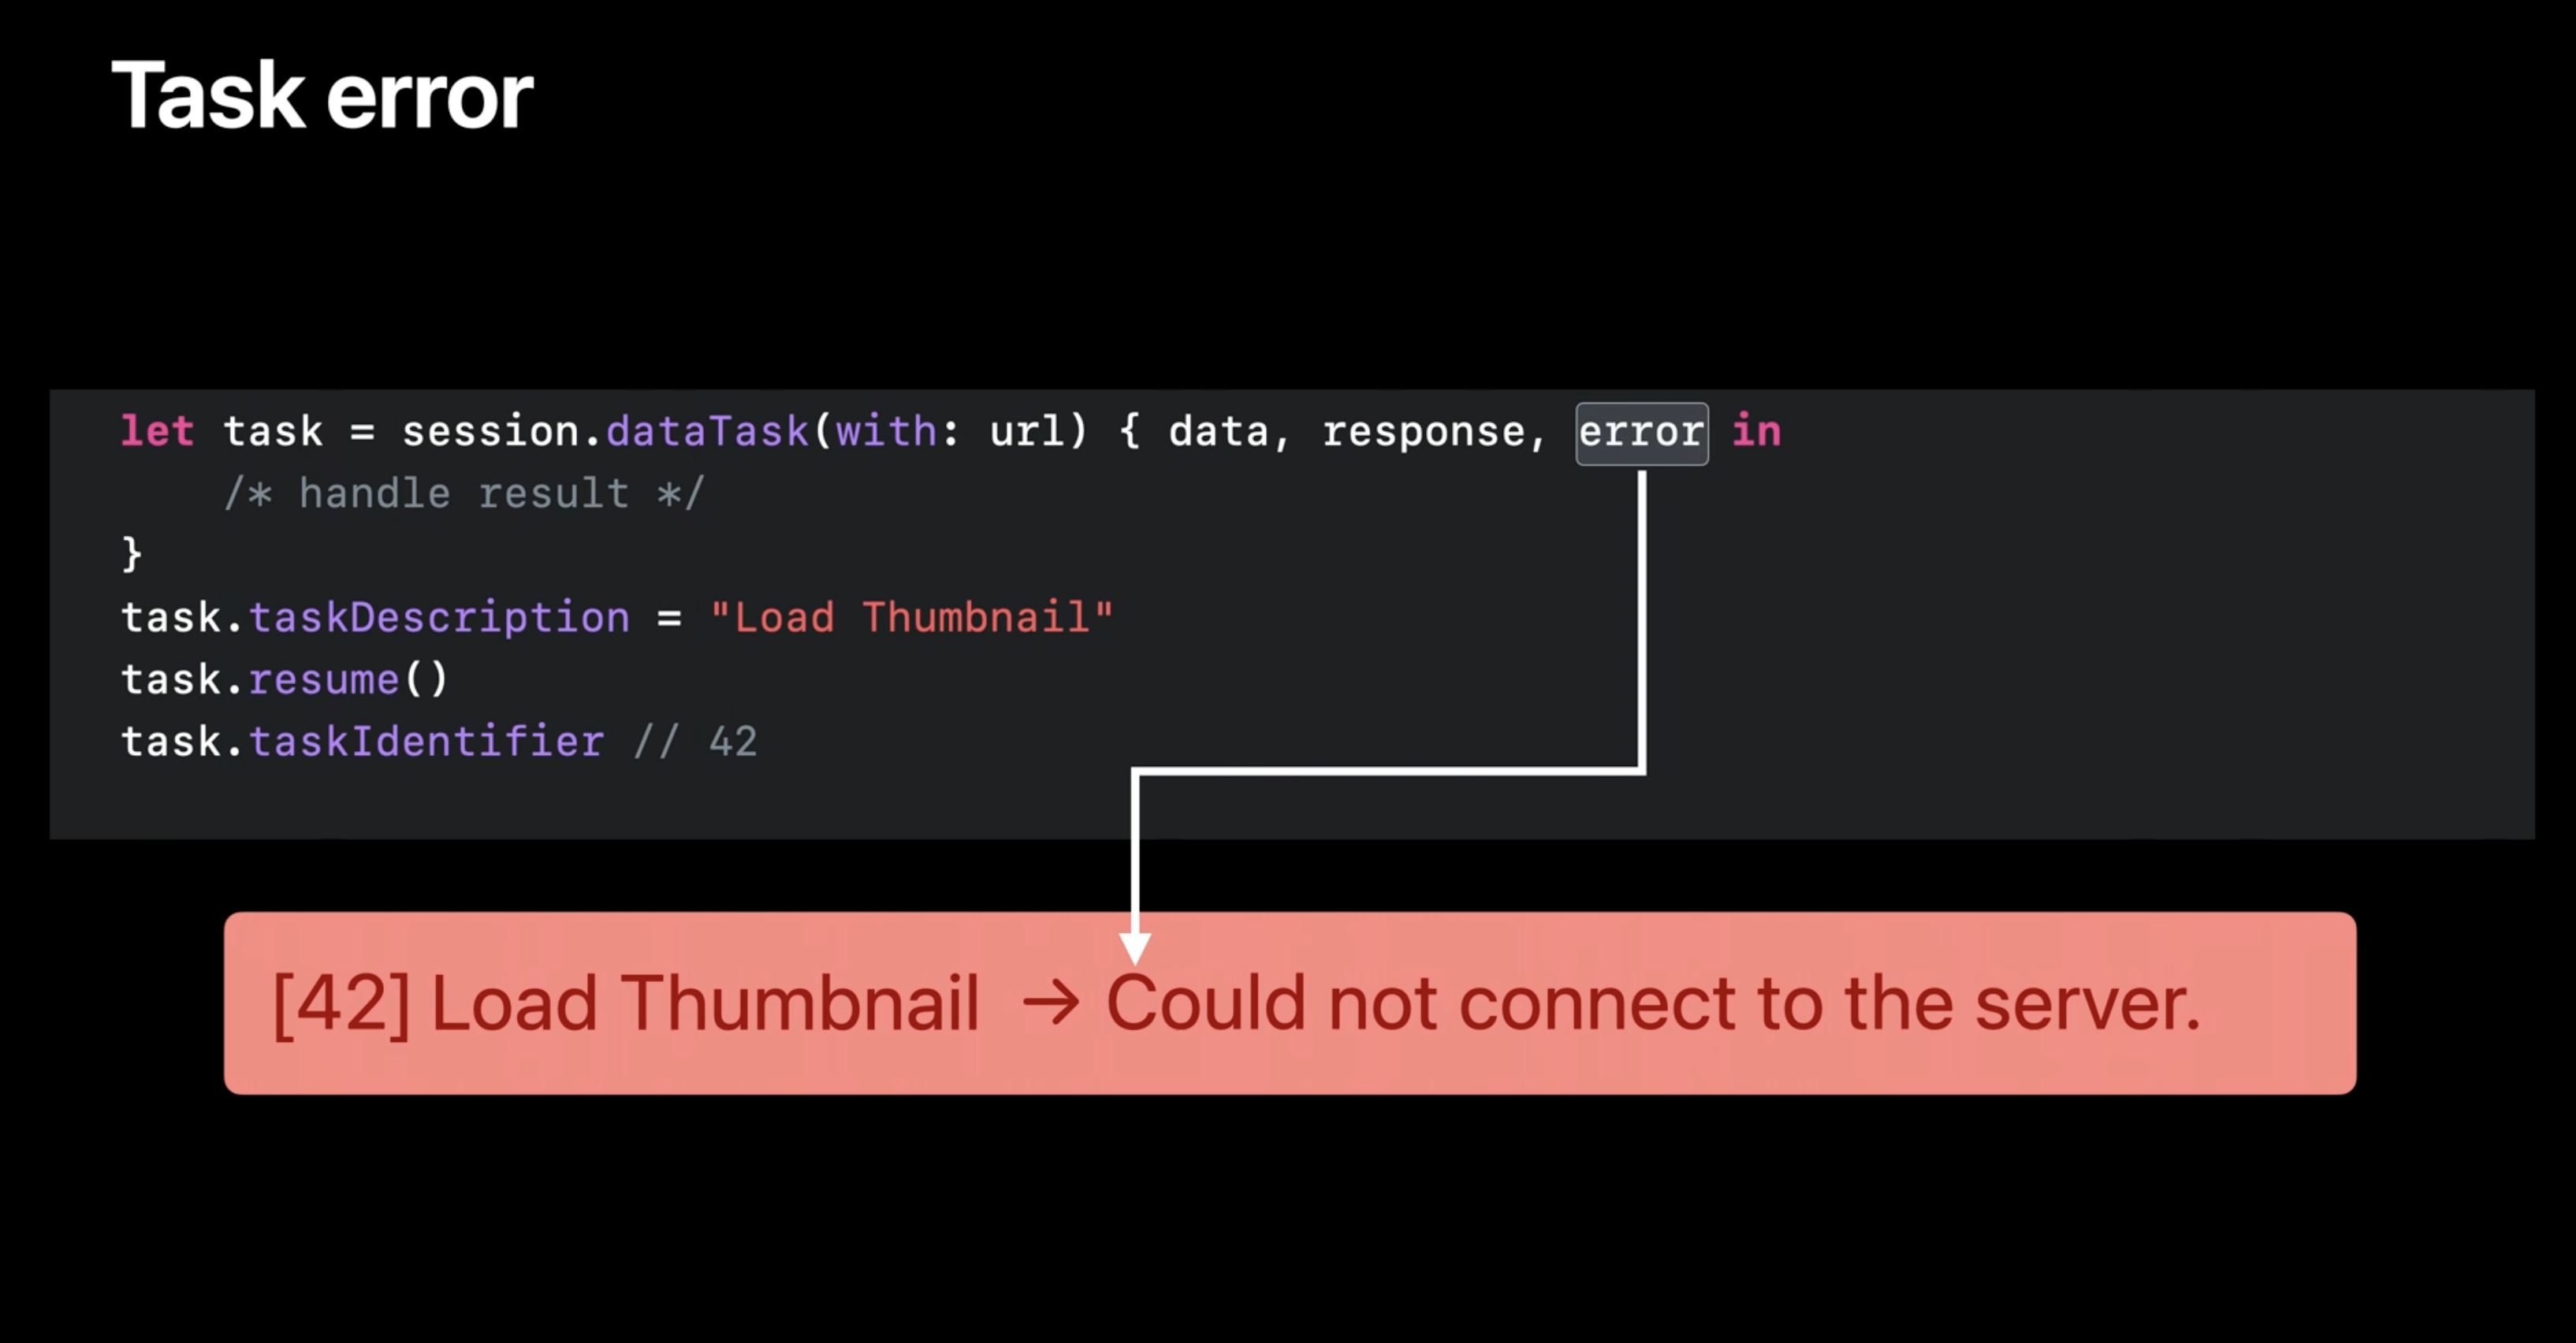 Task error
let task = session.dataTask(with: url) { data, response, error in
    /* handle result */
}
task.taskDescription = "Load Thumbnail"
task.resume()
task.taskIdentifier // 42
[42] Load Thumbnail → Could not connect to the server.